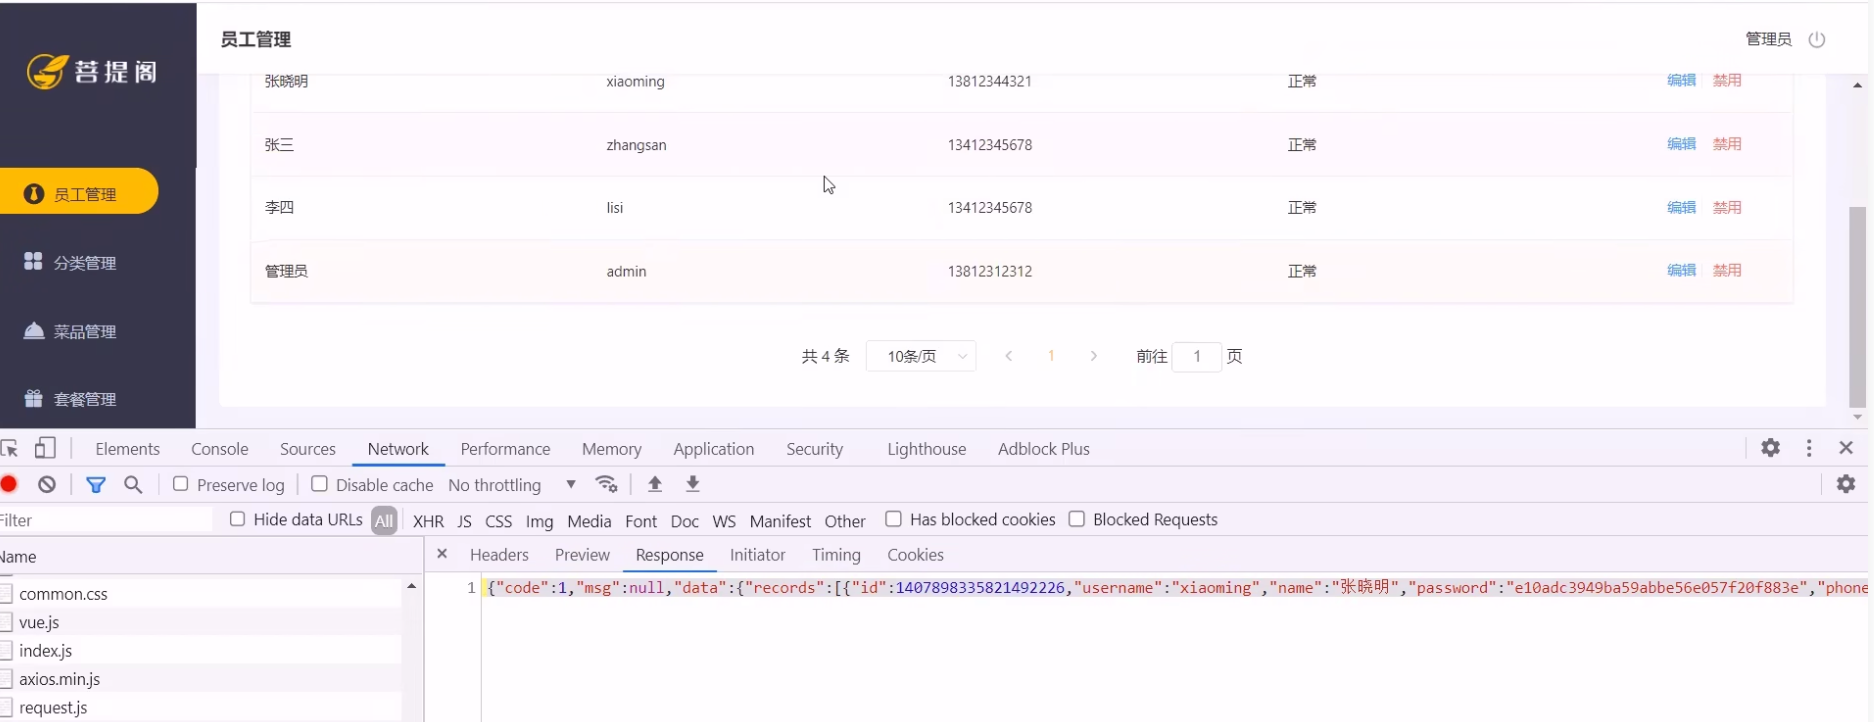 菩提阁
员工管理
管理员
员工管理
分类管理
菜品管理
套餐管理
张晓明 xiaoming 13812344321 正常 编辑 禁用
张三 zhangsan 13412345678 正常 编辑 禁用
李四 lisi 13412345678 正常 编辑 禁用
管理员 admin 13812312312 正常 编辑 禁用
共 4 条 10条/页 1 前往 1 页
Elements Console Sources Network Performance Memory Application Security Lighthouse Adblock Plus
Preserve log Disable cache No throttling
Filter Hide data URLs All XHR JS CSS Img Media Font Doc WS Manifest Other Has blocked cookies Blocked Requests
Name
Headers Preview Response Initiator Timing Cookies
common.css
vue.js
index.js
axios.min.js
request.js
1 {"code":1,"msg":null,"data":{"records":[{"id":1407898335821492226,"username":"xiaoming","name":"张晓明","password":"e10adc3949ba59abbe56e057f20f883e","phone